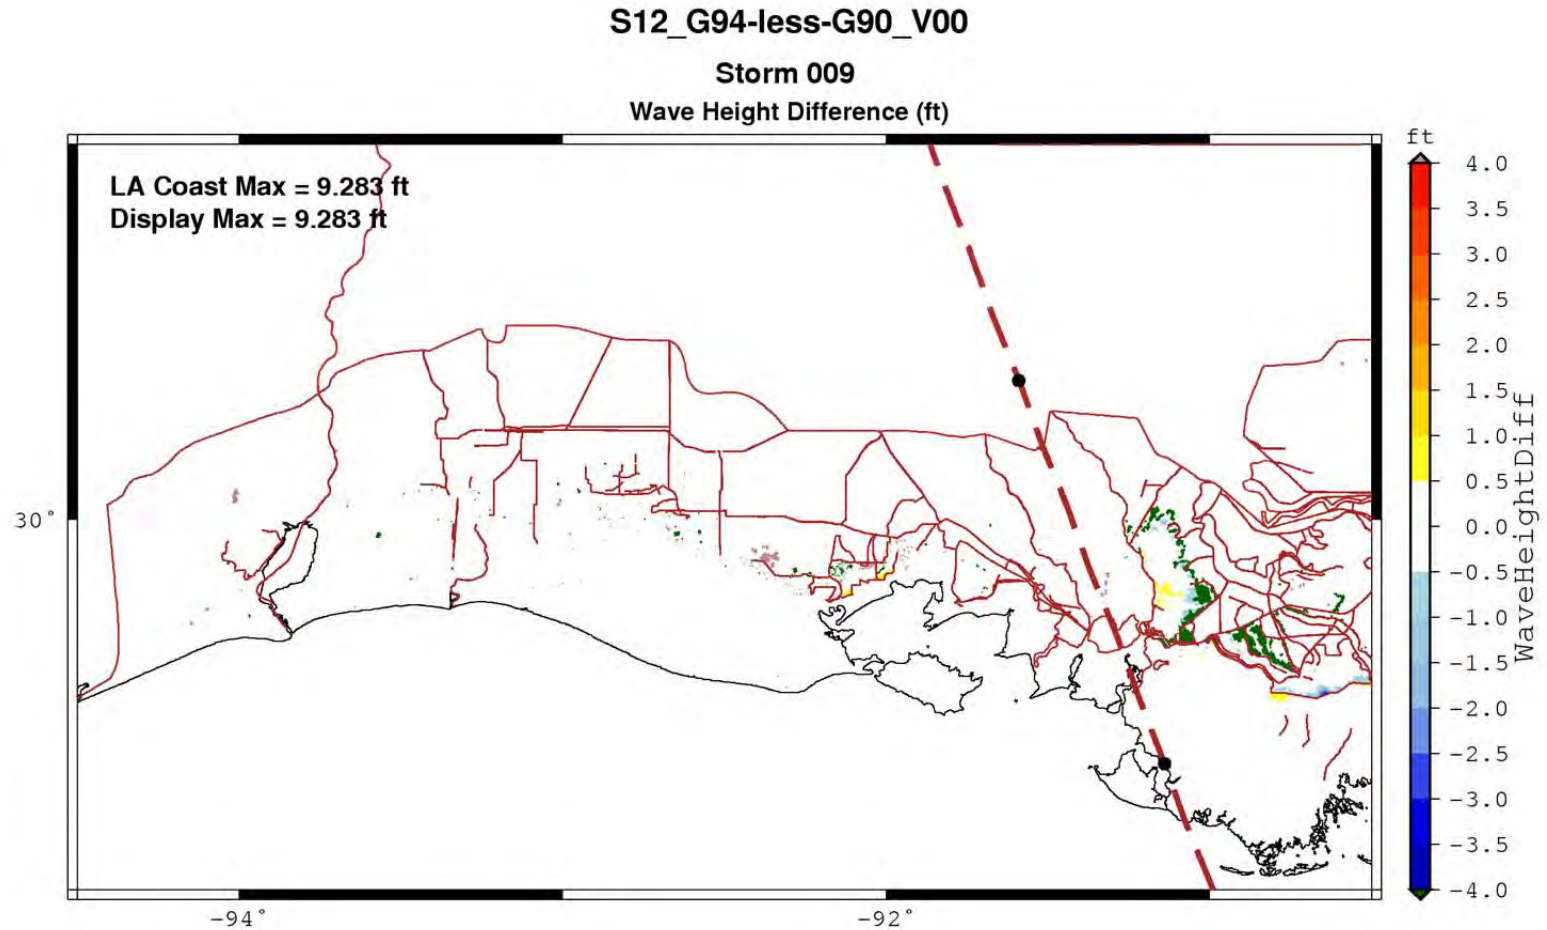 S12_G94-less-G90_V00
Storm 009
Wave Height Difference (ft)
LA Coast Max = 9.283 ft
Display Max = 9.283 ft
ft
4.0
3.5
3.0
2.5
2.0
1.5
1.0
0.5
0.0
-0.5
-1.0
-1.5
-2.0
-2.5
-3.0
-3.5
-4.0
WaveHeightDiff
30°
-94°
-92°